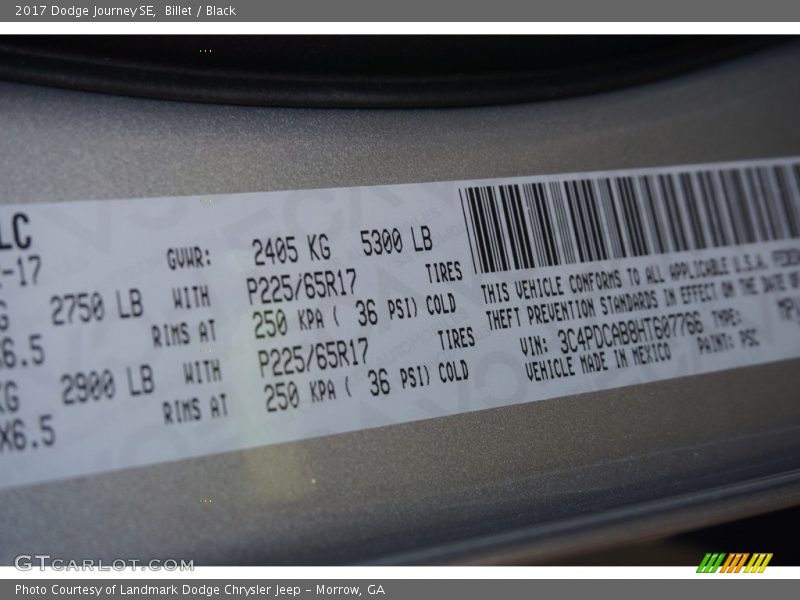 2017 Dodge Journey SE,  Billet / Black
LC
-17
GVWR: 2405 KG 5300 LB
2750 LB WITH P225/65R17 TIRES
X6.5 RIMS AT 250 KPA ( 36 PSI) COLD
KG 2900 LB WITH P225/65R17 TIRES
X6.5 RIMS AT 250 KPA ( 36 PSI) COLD
THIS VEHICLE CONFORMS TO ALL APPLICABLE U.S.A.
THEFT PREVENTION STANDARDS IN EFFECT ON THE DATE OF
VIN: 3C4PDCAB8HT607766 TYPE: MP
VEHICLE MADE IN MEXICO PAINT: PSC
GTCARLOT.COM
Photo Courtesy of Landmark Dodge Chrysler Jeep – Morrow, GA